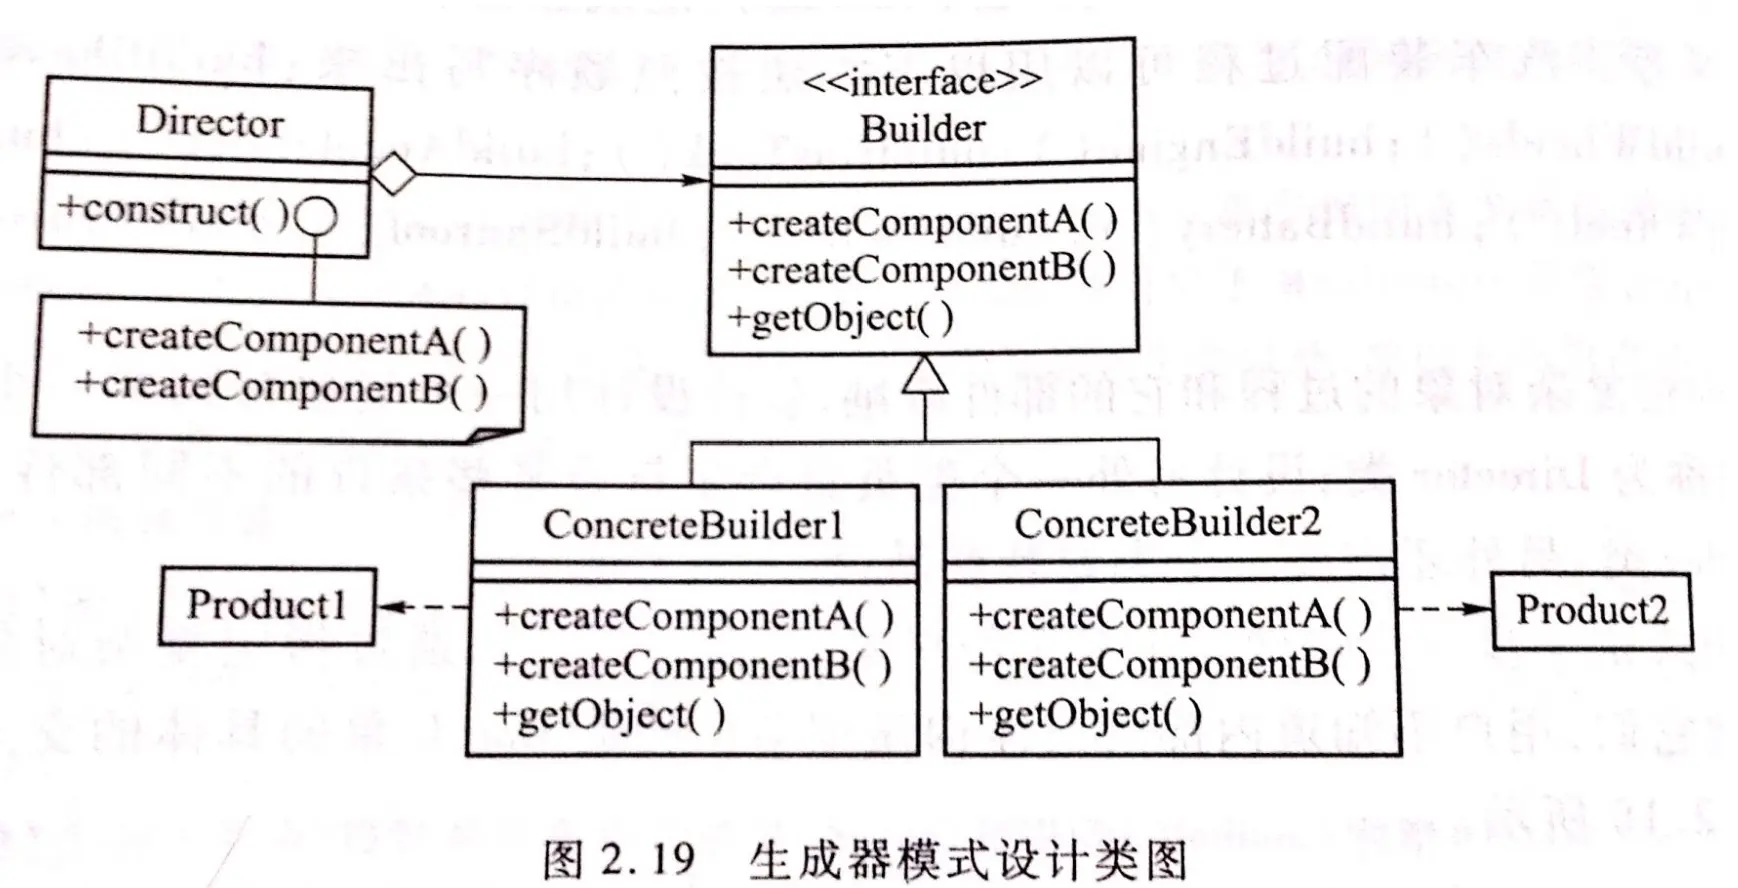 Director
+construct( )
+createComponentA( )
+createComponentB( )
<<interface>>
Builder
+createComponentA( )
+createComponentB( )
+getObject( )
ConcreteBuilder1
+createComponentA( )
+createComponentB( )
+getObject( )
ConcreteBuilder2
+createComponentA( )
+createComponentB( )
+getObject( )
Product1
Product2
图 2.19 生成器模式设计类图